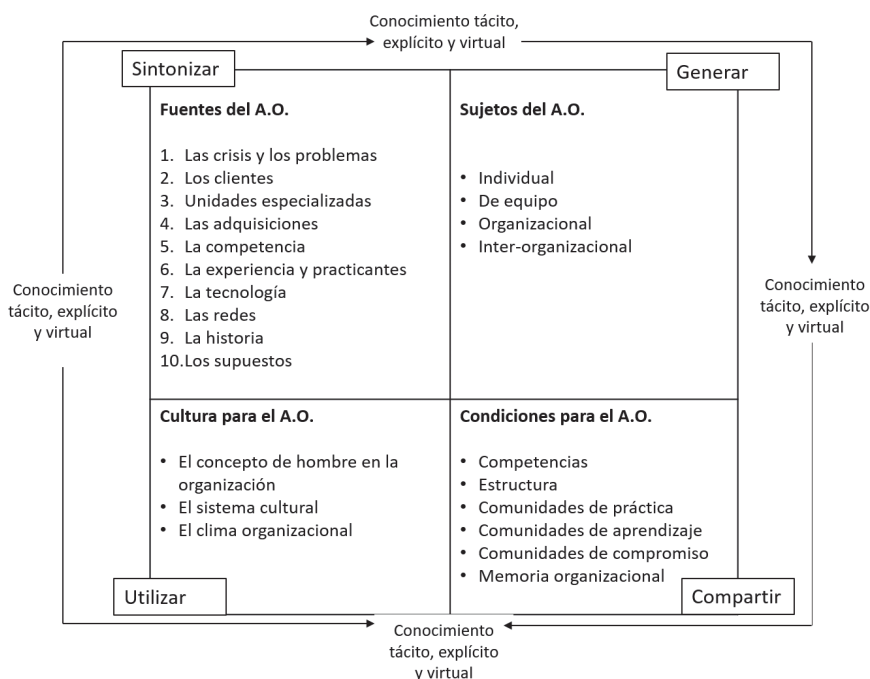 Conocimiento tácito,
explícito y virtual
Sintonizar
Generar
Fuentes del A.O.
1. Las crisis y los problemas
2. Los clientes
3. Unidades especializadas
4. Las adquisiciones
5. La competencia
6. La experiencia y practicantes
7. La tecnología
8. Las redes
9. La historia
10.Los supuestos
Sujetos del A.O.
• Individual
• De equipo
• Organizacional
• Inter-organizacional
Conocimiento
tácito, explícito
y virtual
Conocimiento
tácito, explícito
y virtual
Cultura para el A.O.
• El concepto de hombre en la
organización
• El sistema cultural
• El clima organizacional
Condiciones para el A.O.
• Competencias
• Estructura
• Comunidades de práctica
• Comunidades de aprendizaje
• Comunidades de compromiso
• Memoria organizacional
Utilizar
Compartir
Conocimiento
tácito, explícito
y virtual